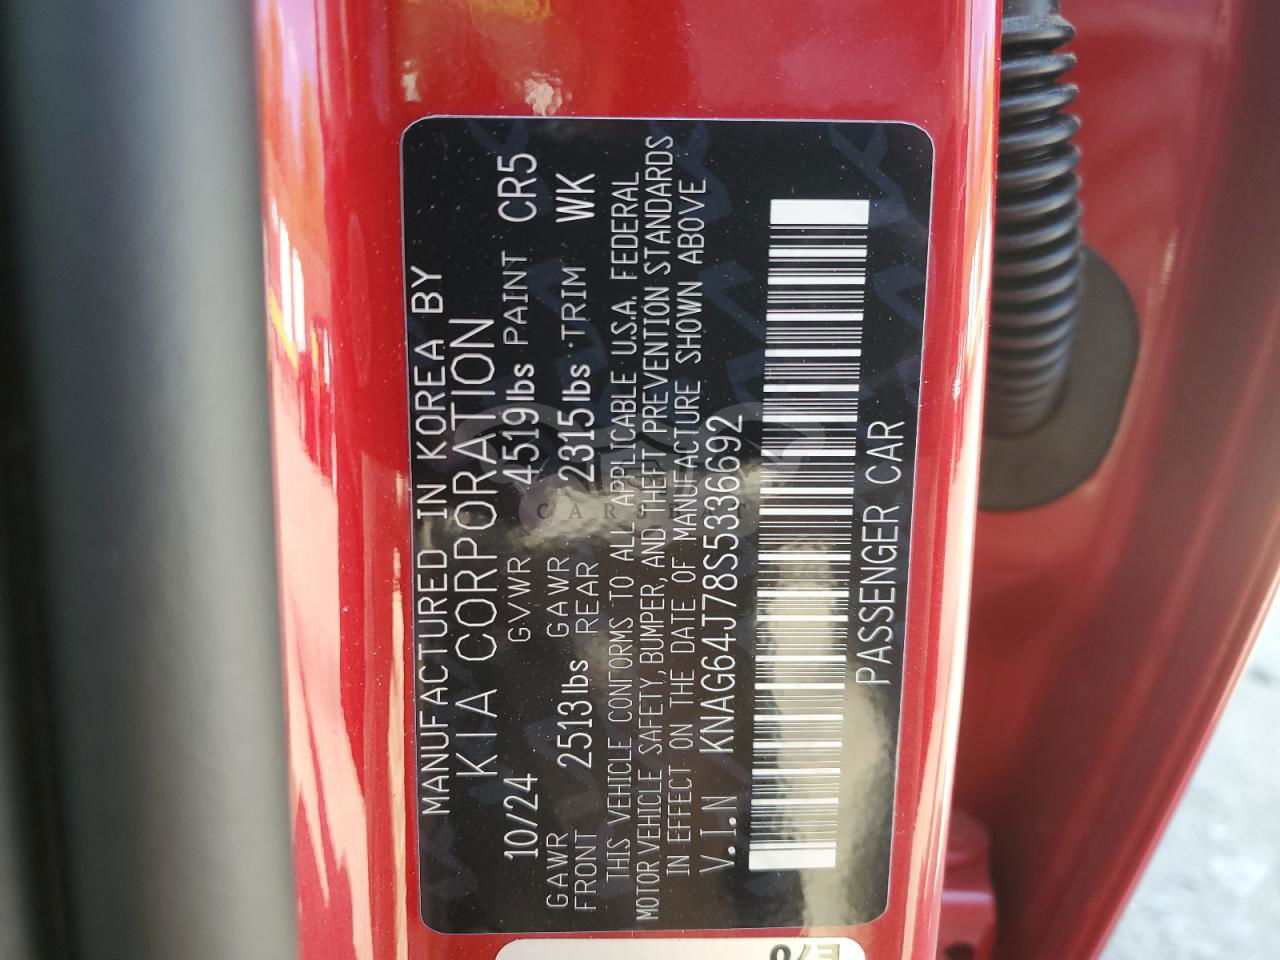 MANUFACTURED IN KOREA BY
KIA CORPORATION
10/24 GVWR 4519lbs PAINT CR5
GAWR FRONT 2513lbs GAWR REAR 2315lbs TRIM WK
THIS VEHICLE CONFORMS TO ALL APPLICABLE U.S.A. FEDERAL
MOTOR VEHICLE SAFETY, BUMPER, AND THEFT PREVENTION STANDARDS
IN EFFECT ON THE DATE OF MANUFACTURE SHOWN ABOVE
V.I.N KNAG64J78S5336692
PASSENGER CAR